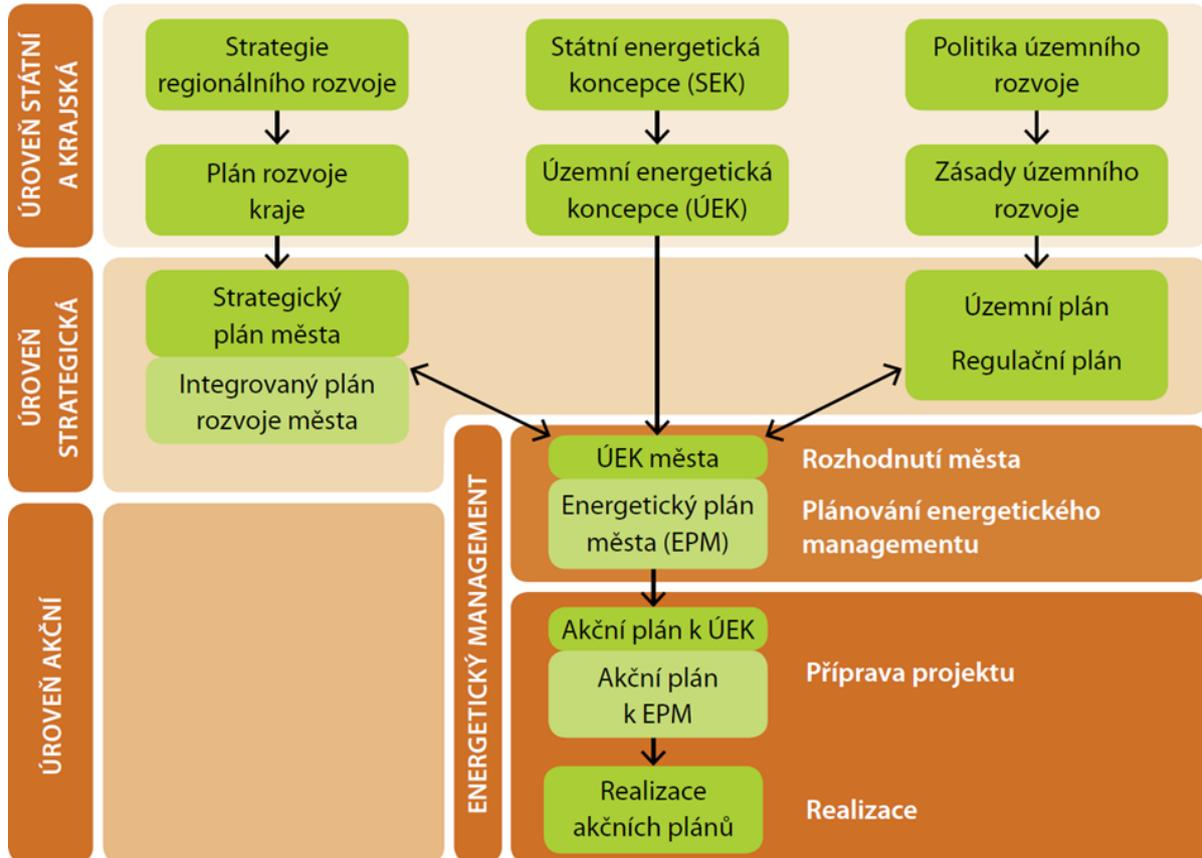 ÚROVEŇ STÁTNÍ
A KRAJSKÁ
Strategie
regionálního rozvoje
Státní energetická
koncepce (SEK)
Politika územního
rozvoje
Plán rozvoje
kraje
Územní energetická
koncepce (ÚEK)
Zásady územního
rozvoje
ÚROVEŇ
STRATEGICKÁ
Strategický
plán města
Integrovaný plán
rozvoje města
Územní plán
Regulační plán
ENERGETICKÝ MANAGEMENT
ÚEK města
Rozhodnutí města
Energetický plán
města (EPM)
Plánování energetického
managementu
ÚROVEŇ AKČNÍ
Akční plán k ÚEK
Akční plán
k EPM
Příprava projektu
Realizace
akčních plánů
Realizace